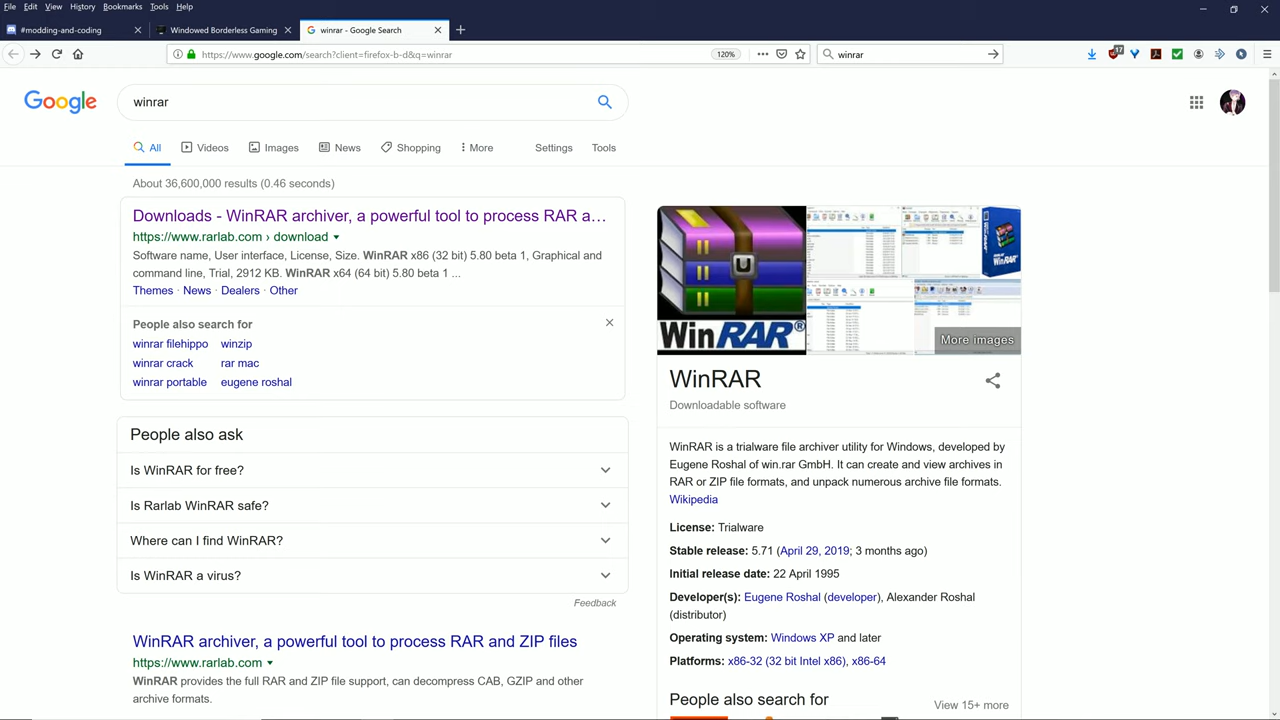 File Edit View History Bookmarks Tools Help
#modding-and-coding
Windowed Borderless Gaming
winrar - Google Search
https://www.google.com/search?client=firefox-b-d&q=winrar
120%
winrar
17
Google
winrar
All Videos Images News Shopping More Settings Tools
About 36,600,000 results (0.46 seconds)
Downloads - WinRAR archiver, a powerful tool to process RAR a...
download
Software name, User interface, License, Size. WinRAR x86 (32 bit) 5.80 beta 1, Graphical and
command line, Trial, 2912 KB. WinRAR x64 (64 bit) 5.80 beta 1 ...
Themes · News · Dealers · Other
People also search for
winrar filehippo winzip
winrar crack rar mac
winrar portable eugene roshal
People also ask
Is WinRAR for free?
Is Rarlab WinRAR safe?
Where can I find WinRAR?
Is WinRAR a virus?
Feedback
WinRAR archiver, a powerful tool to process RAR and ZIP files
https://www.rarlab.com
WinRAR provides the full RAR and ZIP file support, can decompress CAB, GZIP and other
archive formats.
WinRAR®
More images
WinRAR
Downloadable software
WinRAR is a trialware file archiver utility for Windows, developed by
Eugene Roshal of win.rar GmbH. It can create and view archives in
RAR or ZIP file formats, and unpack numerous archive file formats.
Wikipedia
License: Trialware
Stable release: 5.71 (April 29, 2019; 3 months ago)
Initial release date: 22 April 1995
Developer(s): Eugene Roshal (developer), Alexander Roshal
(distributor)
Operating system: Windows XP and later
Platforms: x86-32 (32 bit Intel x86), x86-64
People also search for
View 15+ more